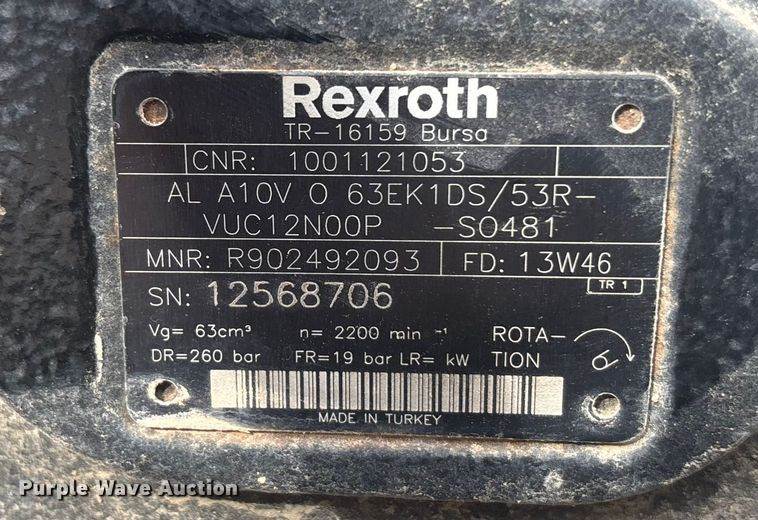 Rexroth
TR-16159 Bursa
CNR: 1001121053
AL A10V O 63EK1DS/53R-
VUC12N00P -SO481
MNR: R902492093 FD: 13W46
SN: 12568706 TR 1
Vg= 63cm³ n= 2200 min ⁻¹ ROTA-
DR=260 bar FR=19 bar LR= kW TION
MADE IN TURKEY
Purple Wave Auction